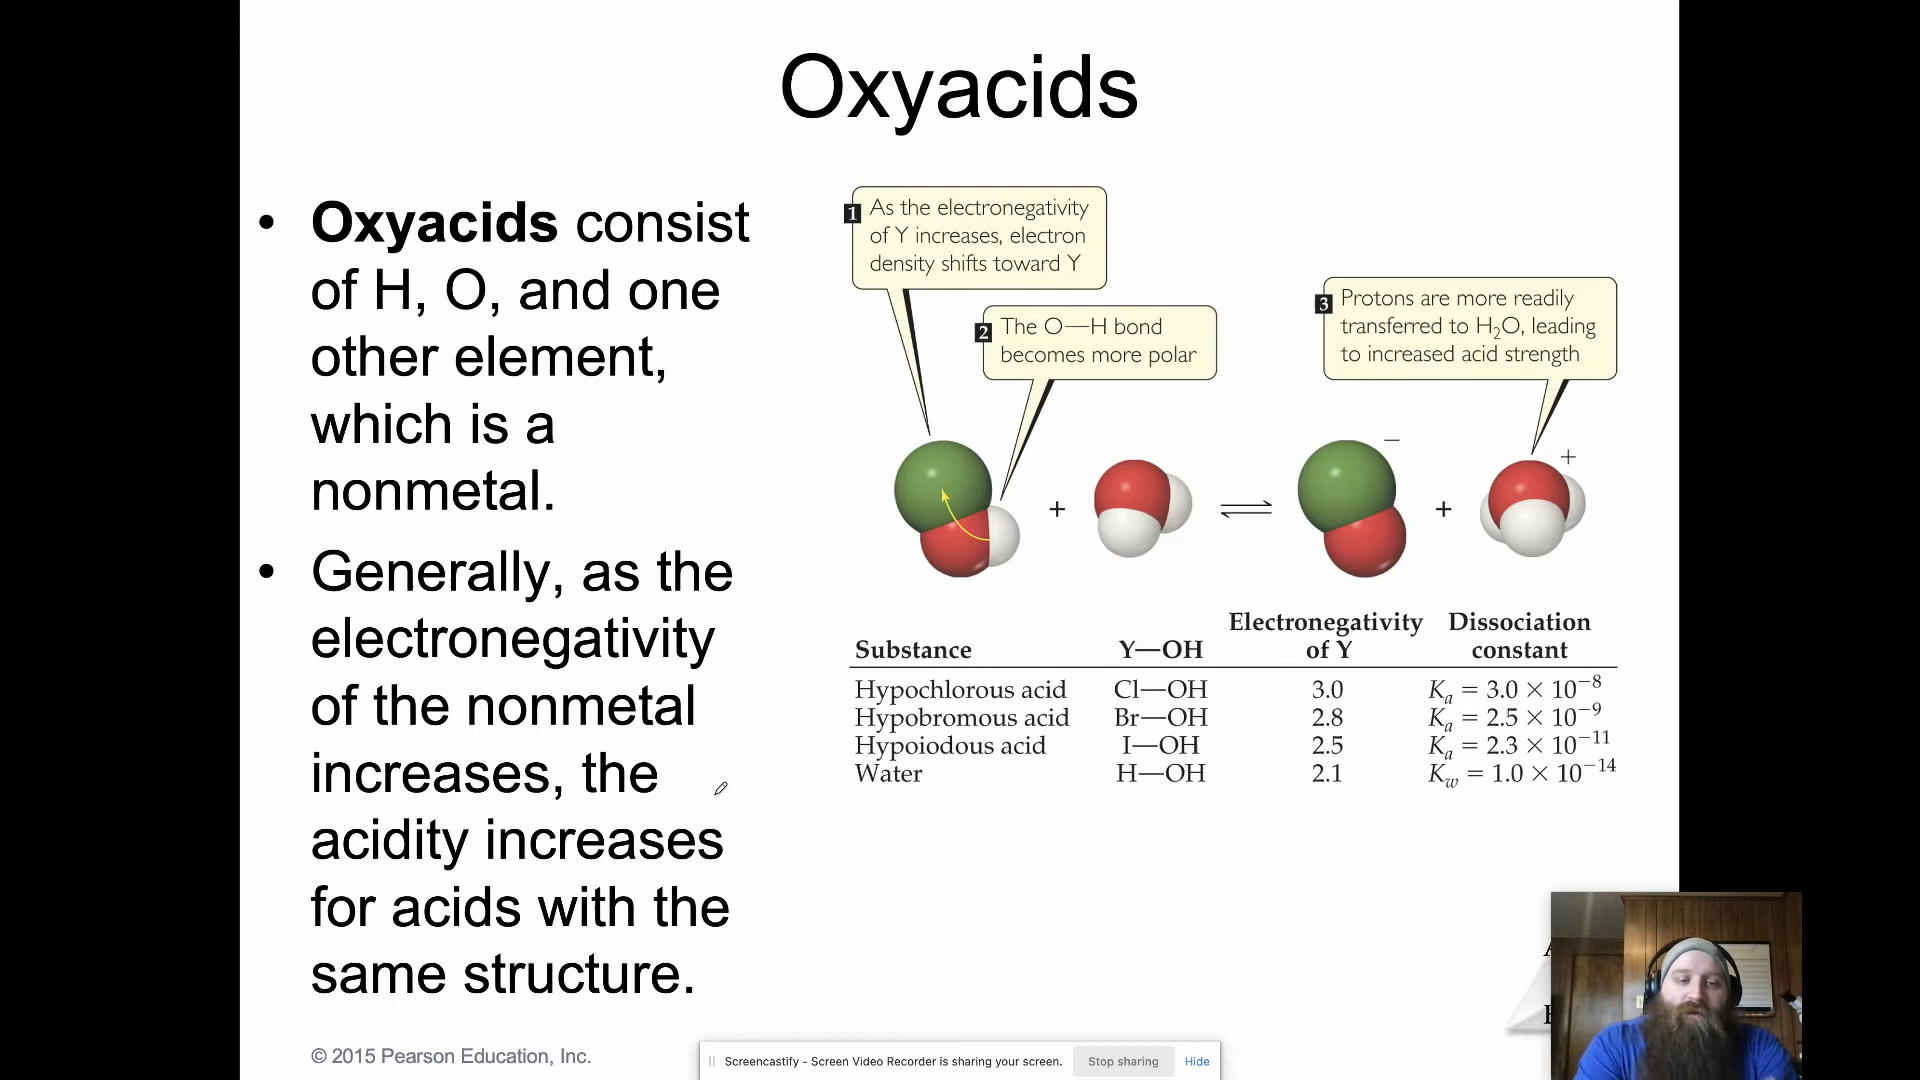 Oxyacids
• Oxyacids consist
of H, O, and one
other element,
which is a
nonmetal.
• Generally, as the
electronegativity
of the nonmetal
increases, the
acidity increases
for acids with the
same structure.
1 As the electronegativity
of Y increases, electron
density shifts toward Y
2 The O—H bond
becomes more polar
3 Protons are more readily
transferred to H₂O, leading
to increased acid strength
+ ⇌ − + +
Substance Y—OH Electronegativity of Y Dissociation constant
Hypochlorous acid Cl—OH 3.0 Kₐ = 3.0 × 10⁻⁸
Hypobromous acid Br—OH 2.8 Kₐ = 2.5 × 10⁻⁹
Hypoiodous acid I—OH 2.5 Kₐ = 2.3 × 10⁻¹¹
Water H—OH 2.1 K_w = 1.0 × 10⁻¹⁴
© 2015 Pearson Education, Inc.
Screencastify - Screen Video Recorder is sharing your screen. Stop sharing Hide